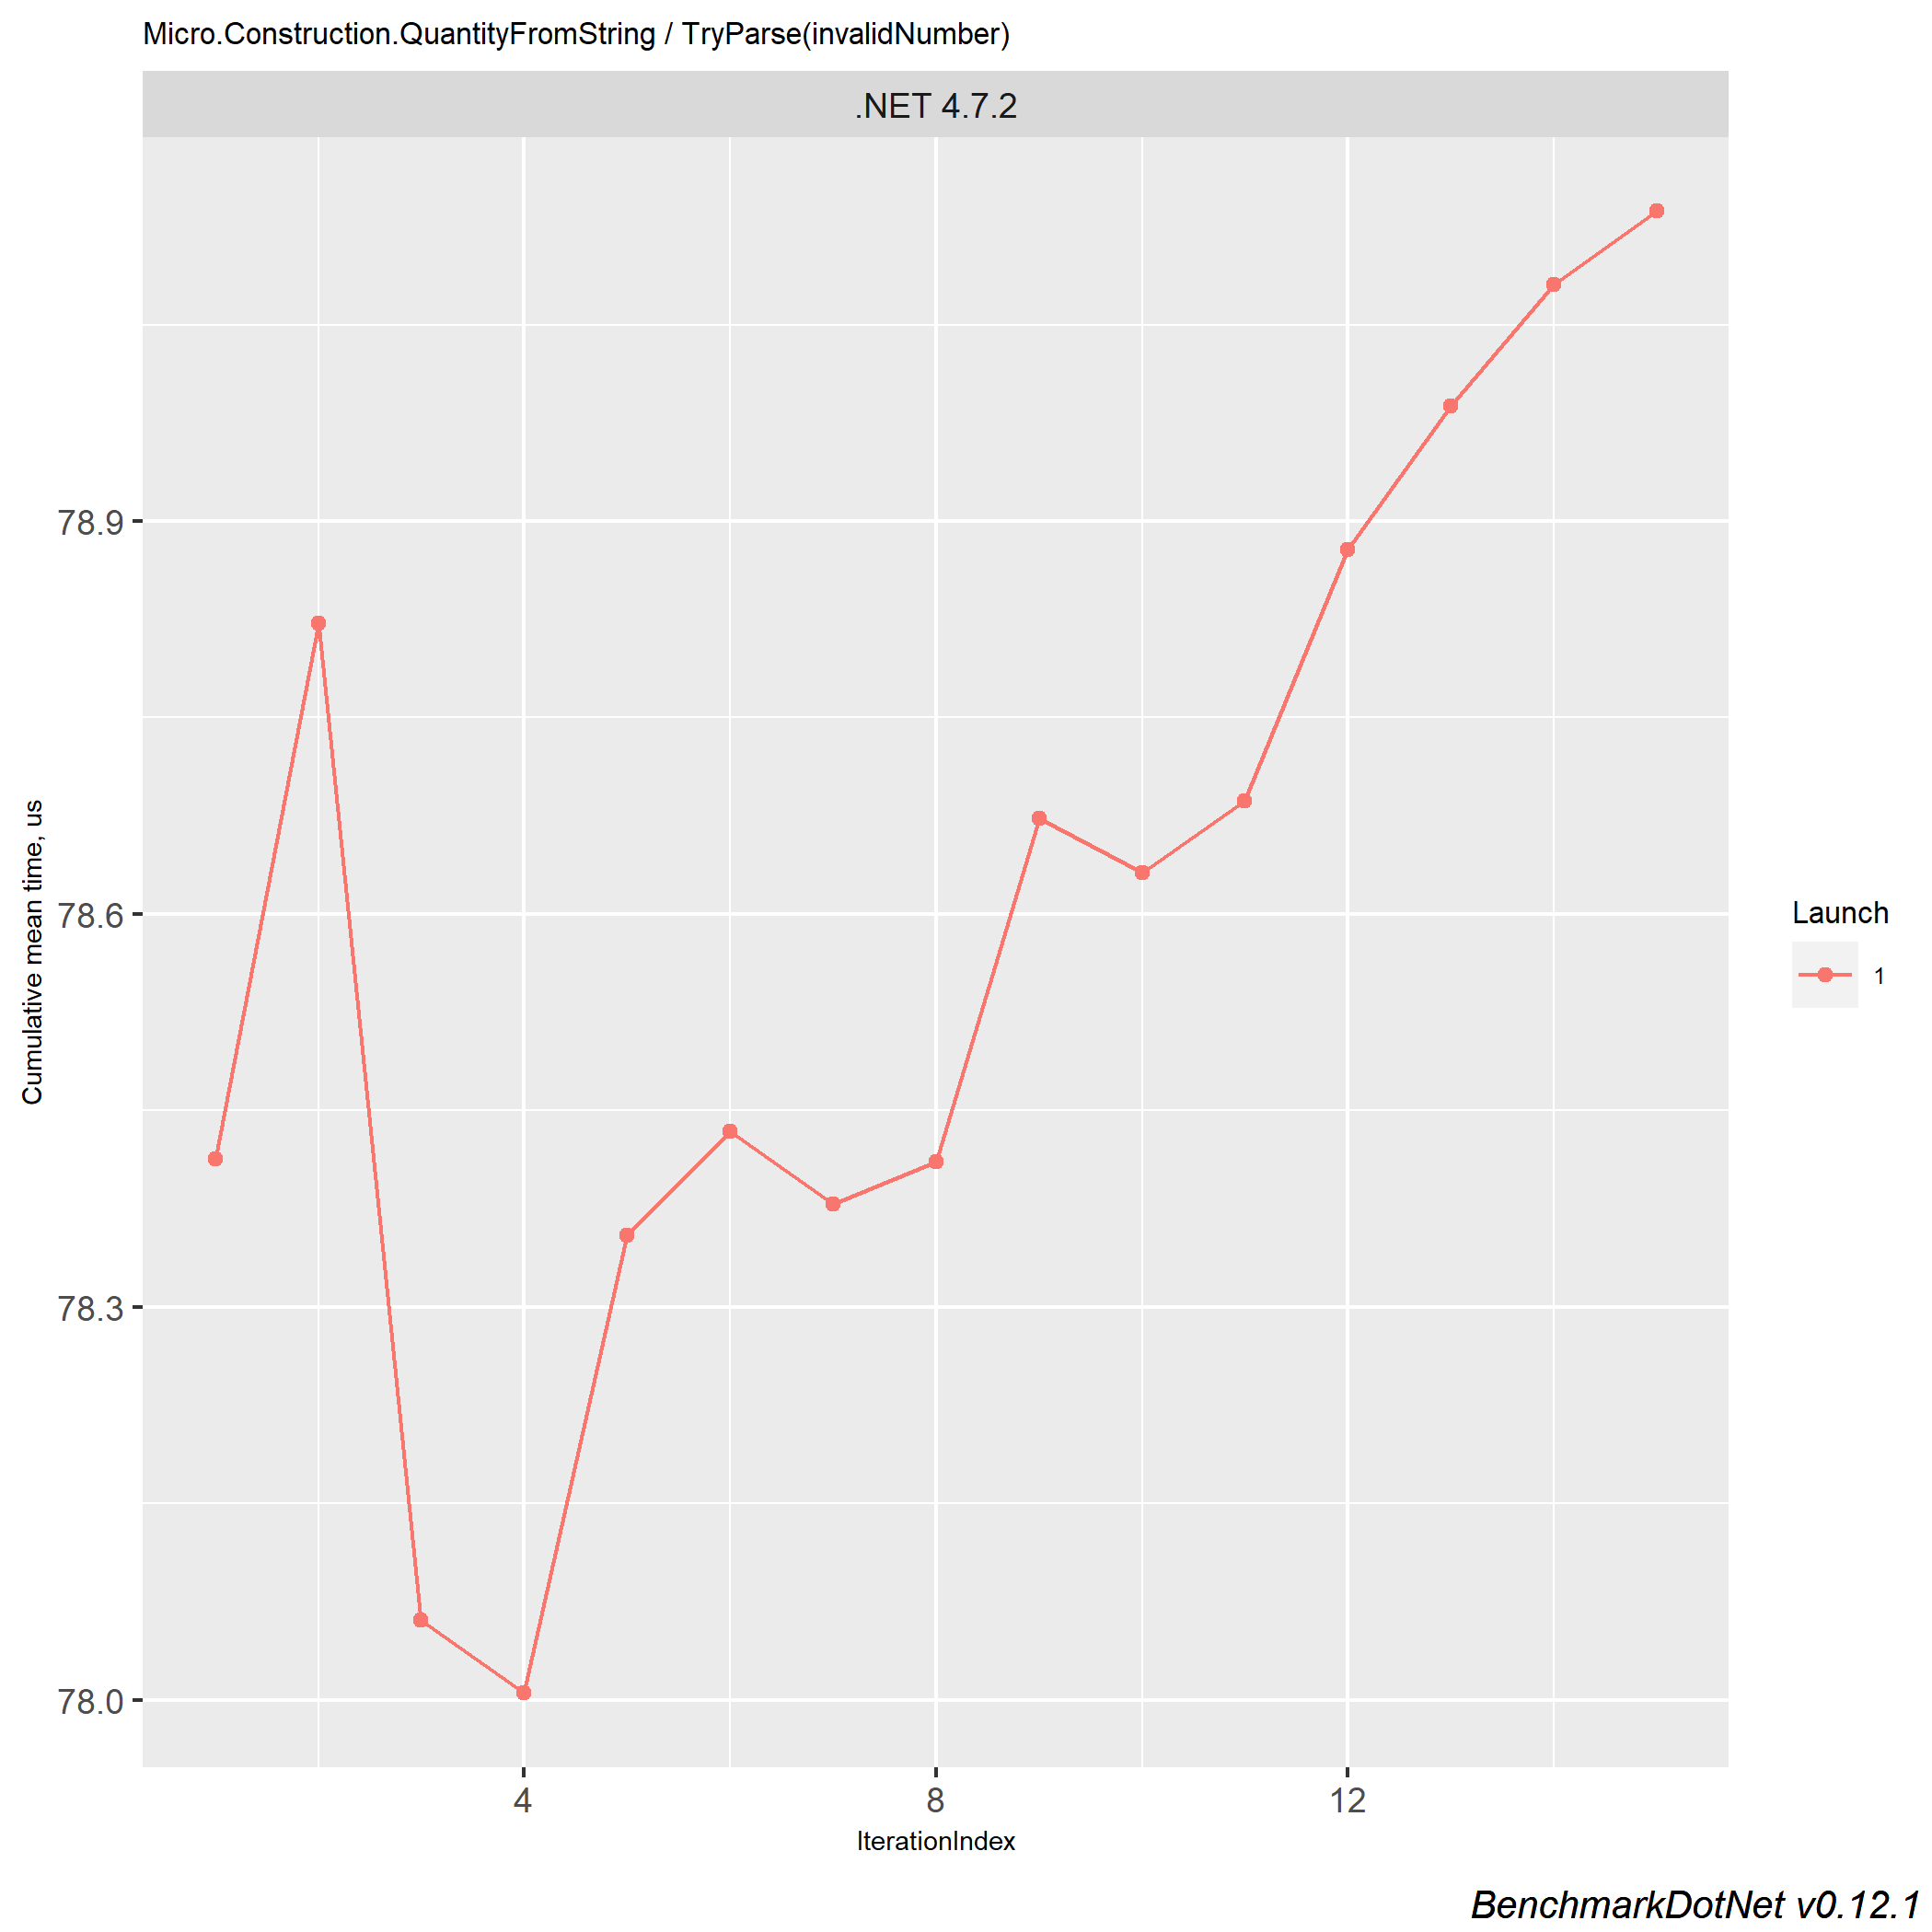 Micro.Construction.QuantityFromString / TryParse(invalidNumber)
.NET 4.7.2
78.9
78.6
78.3
78.0
Cumulative mean time, us
4
8
12
IterationIndex
Launch
1
BenchmarkDotNet v0.12.1